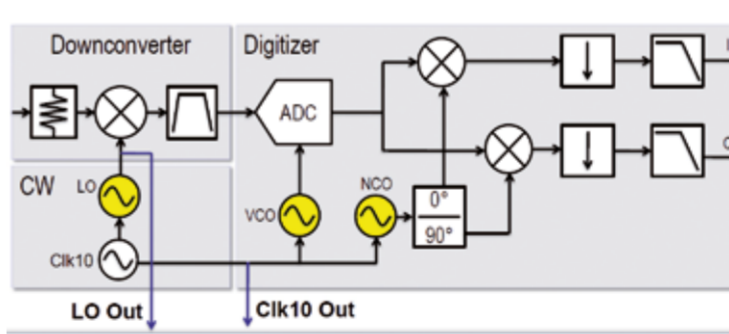 Downconverter
Digitizer
ADC
CW
LO
VCO
NCO
0°
90°
Clk10
LO Out
Clk10 Out